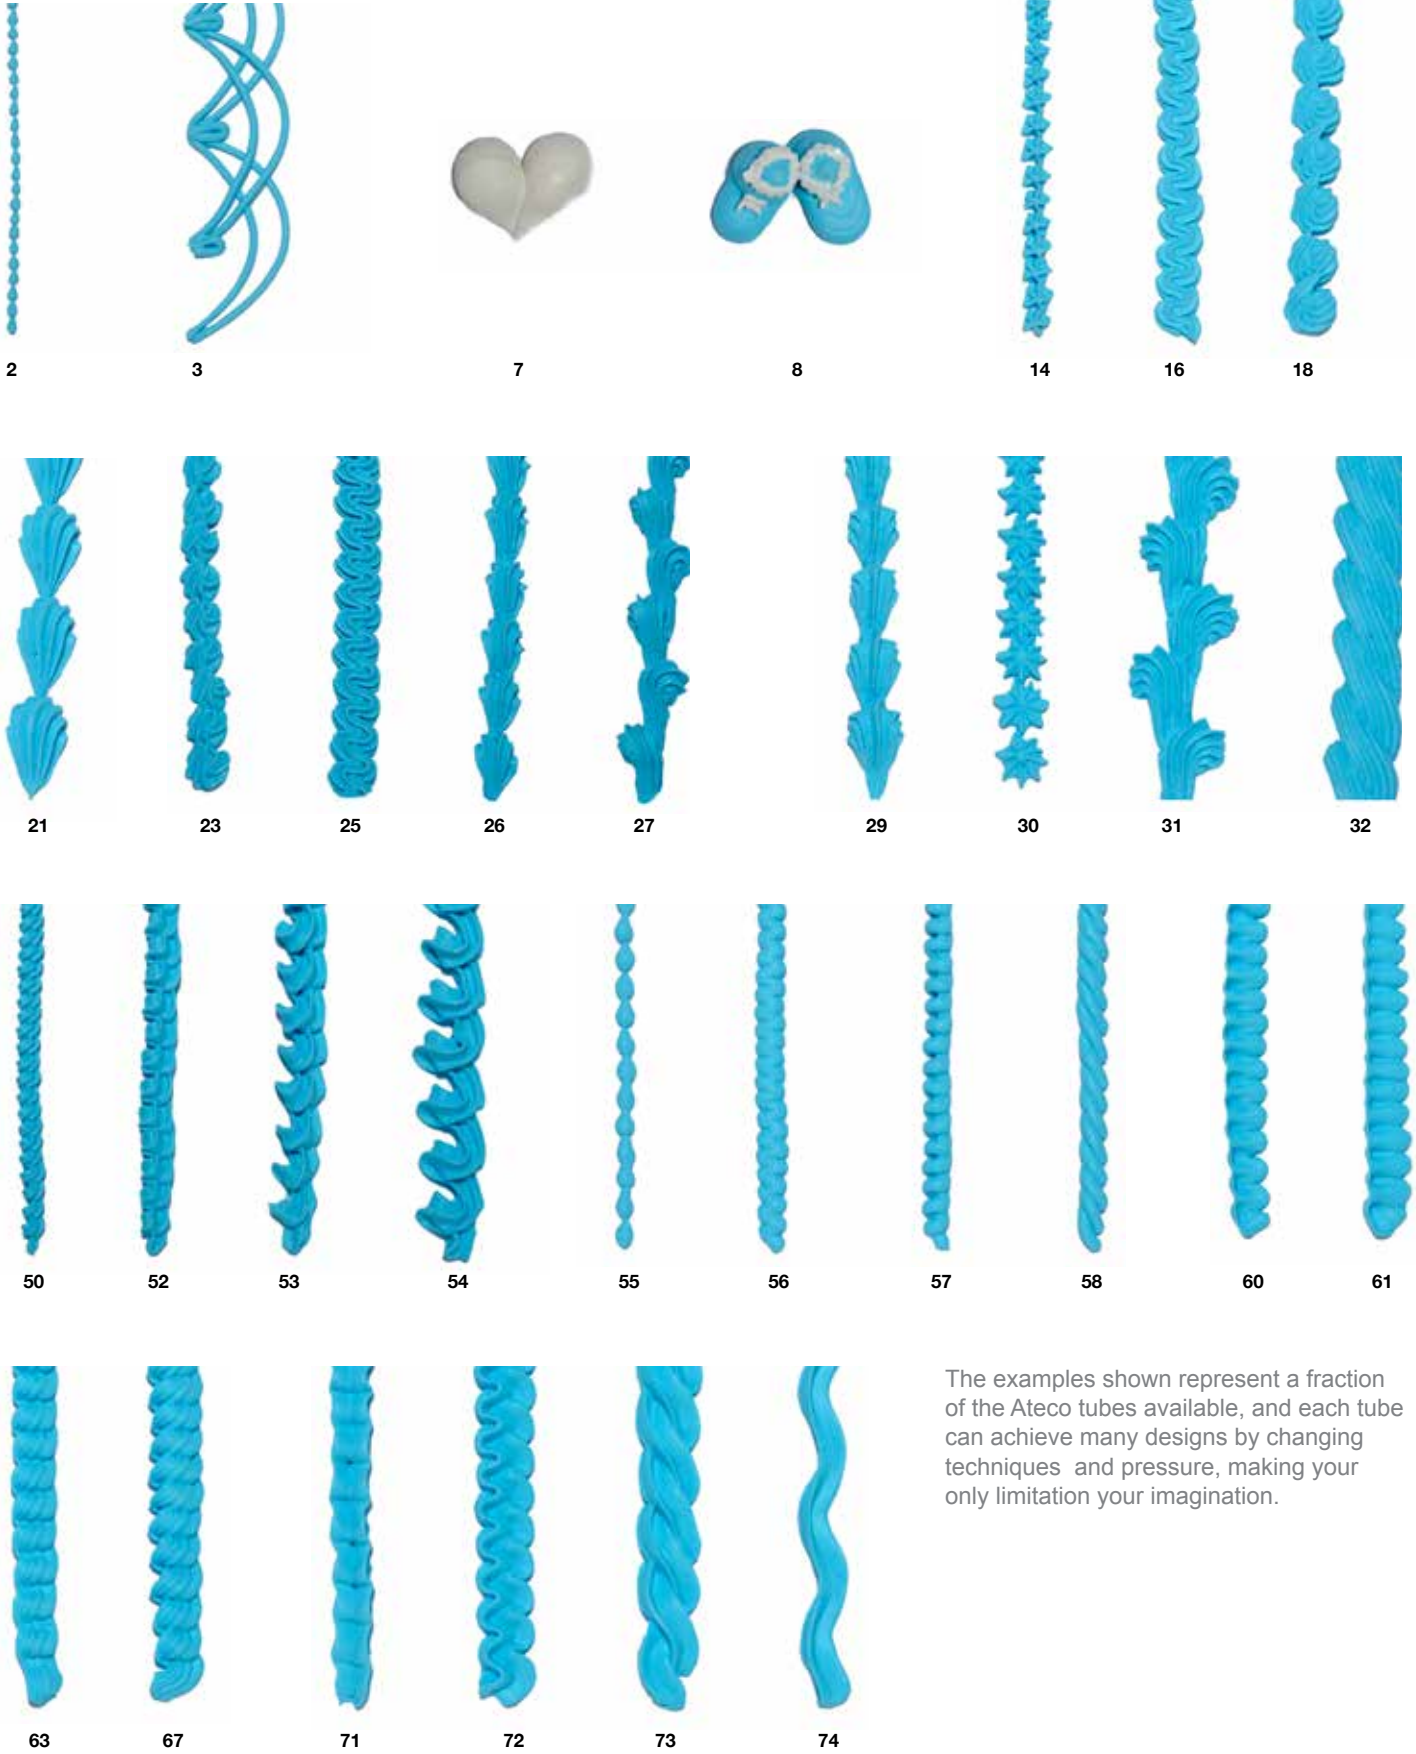 2 3 7 8 14 16 18
21 23 25 26 27 29 30 31 32
50 52 53 54 55 56 57 58 60 61
The examples shown represent a fraction
of the Ateco tubes available, and each tube
can achieve many designs by changing
techniques and pressure, making your
only limitation your imagination.
63 67 71 72 73 74